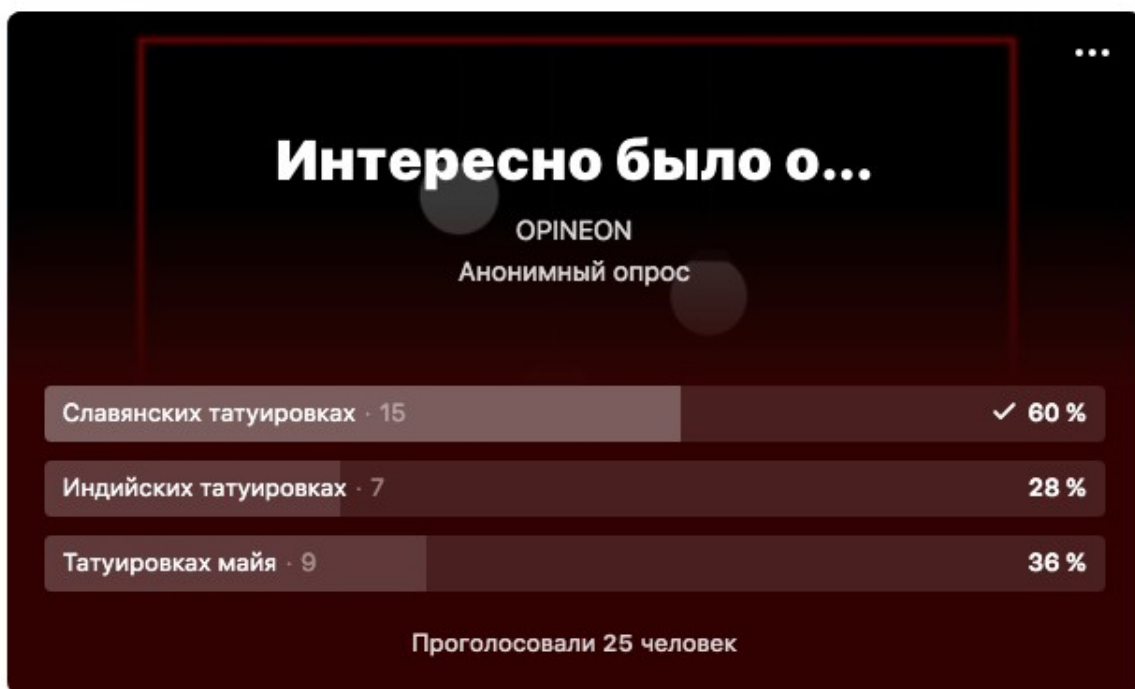 Интересно было о...
OPINEON
Анонимный опрос
Славянских татуировках · 15 60 %
Индийских татуировках · 7 28 %
Татуировках майя · 9 36 %
Проголосовали 25 человек